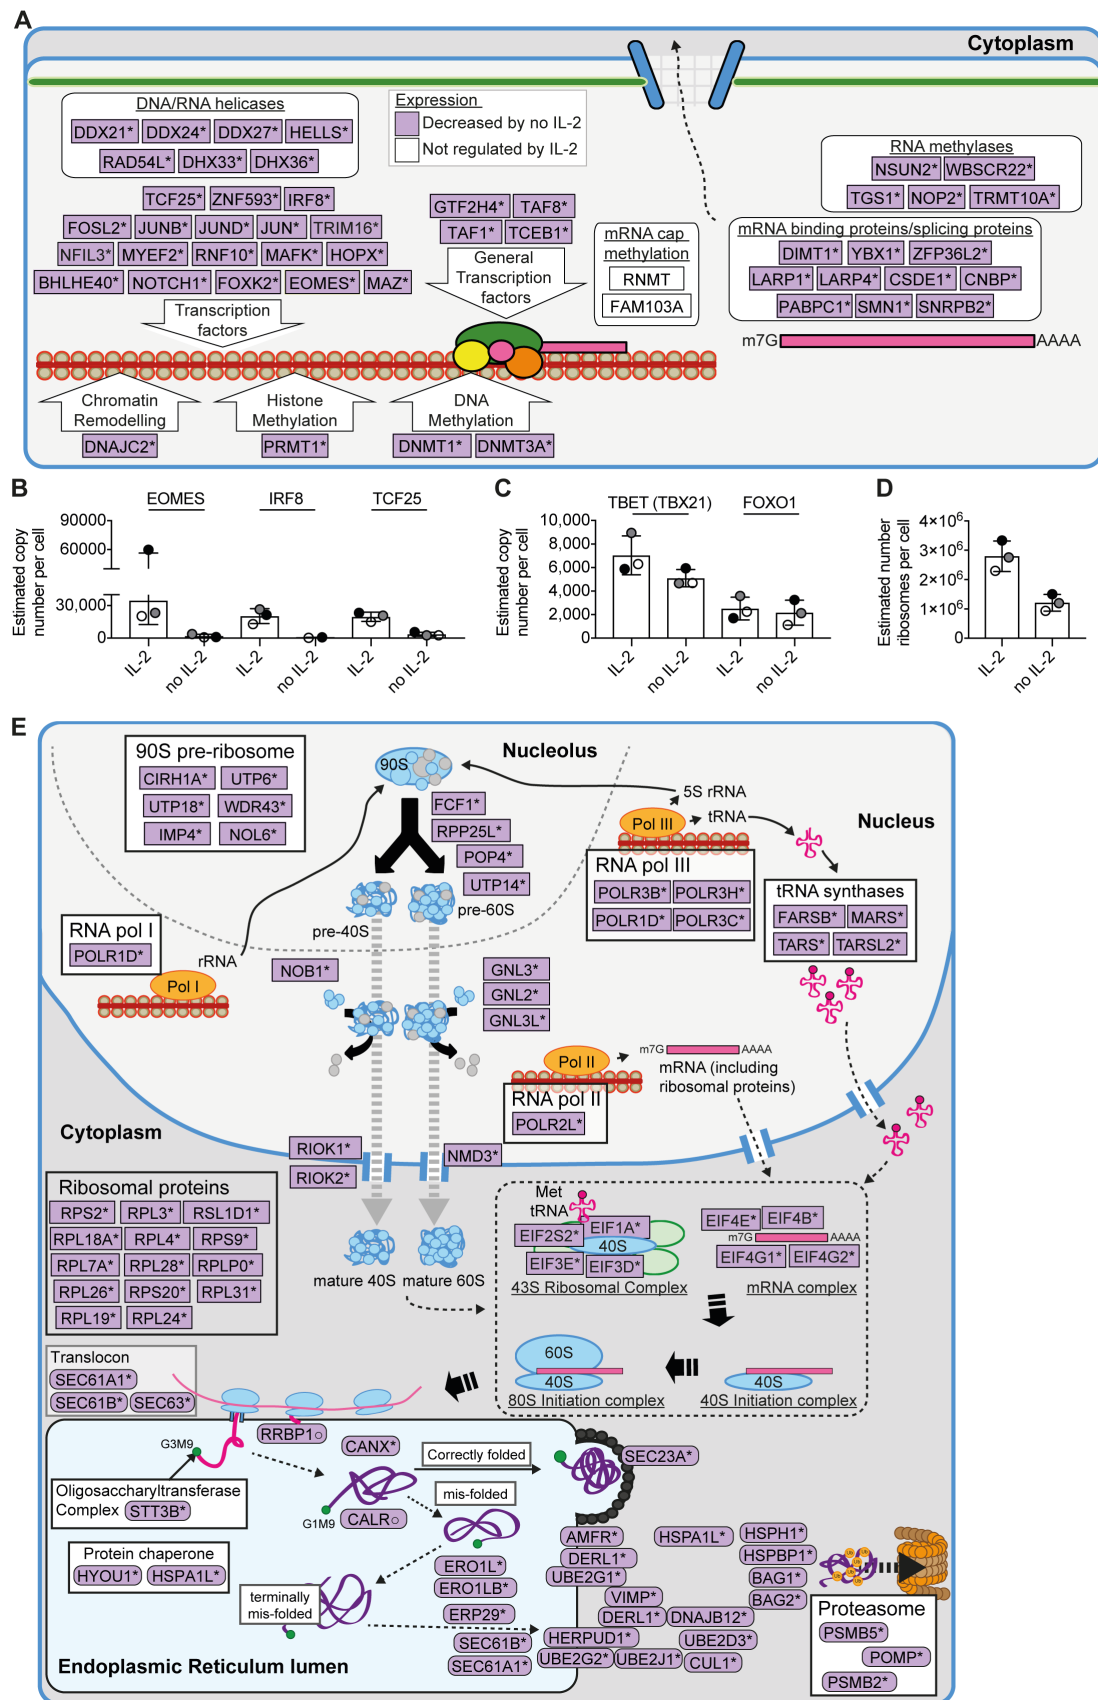 A
Cytoplasm
DNA/RNA helicases
DDX21* DDX24* DDX27* HELLS*
RAD54L* DHX33* DHX36*
Expression
Decreased by no IL-2
Not regulated by IL-2
RNA methylases
NSUN2* WBSCR22*
TGS1* NOP2* TRMT10A*
TCF25* ZNF593* IRF8*
FOSL2* JUNB* JUND* JUN* TRIM16*
NFIL3* MYEF2* RNF10* MAFK* HOPX*
BHLHE40* NOTCH1* FOXK2* EOMES* MAZ*
Transcription
factors
GTF2H4* TAF8*
TAF1* TCEB1*
General
Transcription
factors
mRNA cap
methylation
RNMT
FAM103A
mRNA binding proteins/splicing proteins
DIMT1* YBX1* ZFP36L2*
LARP1* LARP4* CSDE1* CNBP*
PABPC1* SMN1* SNRPB2*
m7G AAAA
Chromatin
Remodelling
DNAJC2*
Histone
Methylation
PRMT1*
DNA
Methylation
DNMT1* DNMT3A*
B
EOMES IRF8 TCF25
Estimated copy
number per cell
90000
60000
30,000
0
IL-2 no IL-2 IL-2 no IL-2 IL-2 no IL-2
C
TBET (TBX21) FOXO1
Estimated copy
number per cell
10,000
8,000
6,000
4,000
2,000
0
IL-2 no IL-2 IL-2 no IL-2
D
Estimated number
ribosomes per cell
4×10⁶
3×10⁶
2×10⁶
1×10⁶
0
IL-2 no IL-2
E
90S pre-ribosome
CIRH1A* UTP6*
UTP18* WDR43*
IMP4* NOL6*
Nucleolus
90S
FCF1*
RPP25L*
POP4*
UTP14*
pre-60S
pre-40S
5S rRNA
Pol III
tRNA
Nucleus
RNA pol III
POLR3B* POLR3H*
POLR1D* POLR3C*
tRNA synthases
FARSB* MARS*
TARS* TARSL2*
RNA pol I
POLR1D*
rRNA
Pol I
NOB1*
GNL3*
GNL2*
GNL3L*
Pol II
m7G AAAA
mRNA (including
ribosomal proteins)
RNA pol II
POLR2L*
Cytoplasm
RIOK1*
RIOK2*
NMD3*
Ribosomal proteins
RPS2* RPL3* RSL1D1*
RPL18A* RPL4* RPS9*
RPL7A* RPL28* RPLP0*
RPL26* RPS20* RPL31*
RPL19* RPL24*
mature 40S mature 60S
Met
tRNA
EIF1A*
EIF2S2*
40S
EIF3E* EIF3D*
43S Ribosomal Complex
EIF4E* EIF4B*
m7G AAAA
EIF4G1* EIF4G2*
mRNA complex
60S
40S
80S Initiation complex
40S
40S Initiation complex
Translocon
SEC61A1*
SEC61B* SEC63*
G3M9
RRBP1○
CANX*
Correctly folded
SEC23A*
Oligosaccharyltransferase
Complex STT3B*
G1M9
CALR○
mis-folded
Protein chaperone
HYOU1* HSPA1L*
ERO1L*
ERO1LB*
ERP29*
SEC61B*
SEC61A1*
terminally
mis-folded
Endoplasmic Reticulum lumen
AMFR*
DERL1*
UBE2G1*
VIMP*
DERL1* DNAJB12*
HERPUD1* UBE2D3*
UBE2G2* UBE2J1* CUL1*
HSPA1L*
HSPH1*
HSPBP1*
BAG1*
BAG2*
Ub Ub Ub Ub Ub
Proteasome
PSMB5*
POMP*
PSMB2*